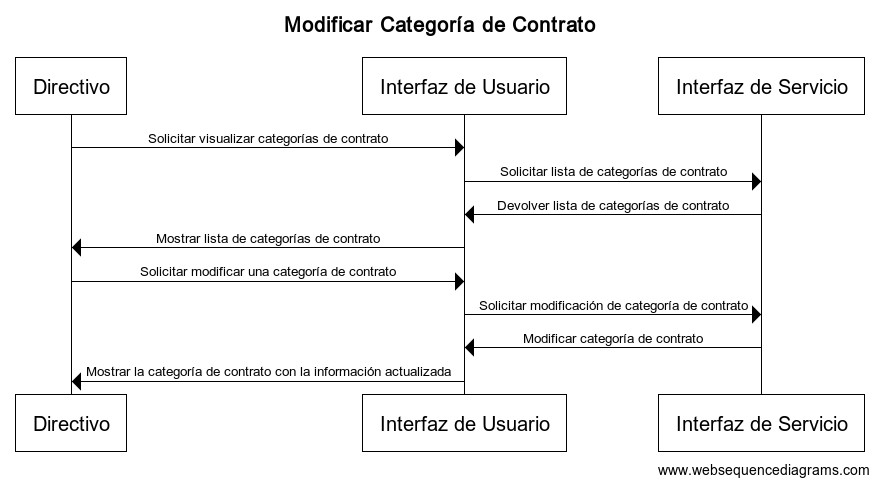 Modificar Categoría de Contrato
Directivo
Interfaz de Usuario
Interfaz de Servicio
Solicitar visualizar categorías de contrato
Solicitar lista de categorías de contrato
Devolver lista de categorías de contrato
Mostrar lista de categorías de contrato
Solicitar modificar una categoría de contrato
Solicitar modificación de categoría de contrato
Modificar categoría de contrato
Mostrar la categoría de contrato con la información actualizada
Directivo
Interfaz de Usuario
Interfaz de Servicio
www.websequencediagrams.com